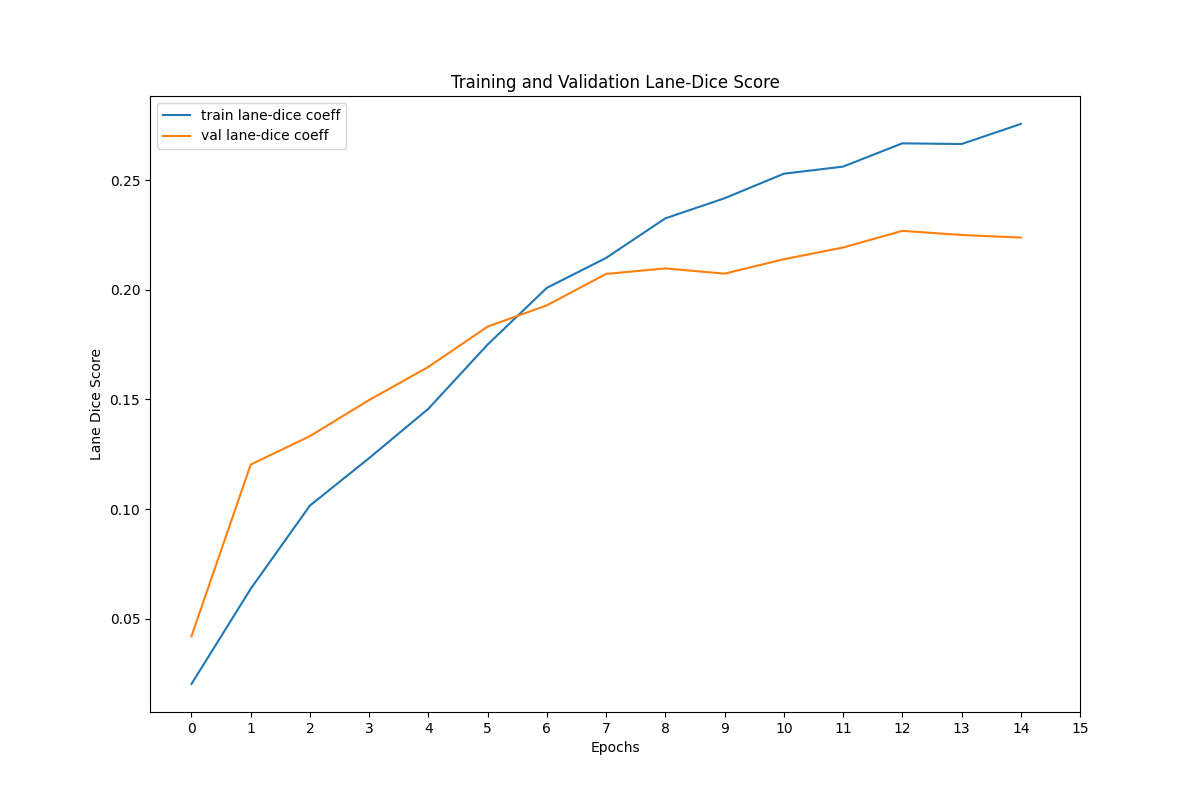 Training and Validation Lane-Dice Score
train lane-dice coeff
val lane-dice coeff
Lane Dice Score
0.25
0.20
0.15
0.10
0.05
0 1 2 3 4 5 6 7 8 9 10 11 12 13 14 15
Epochs